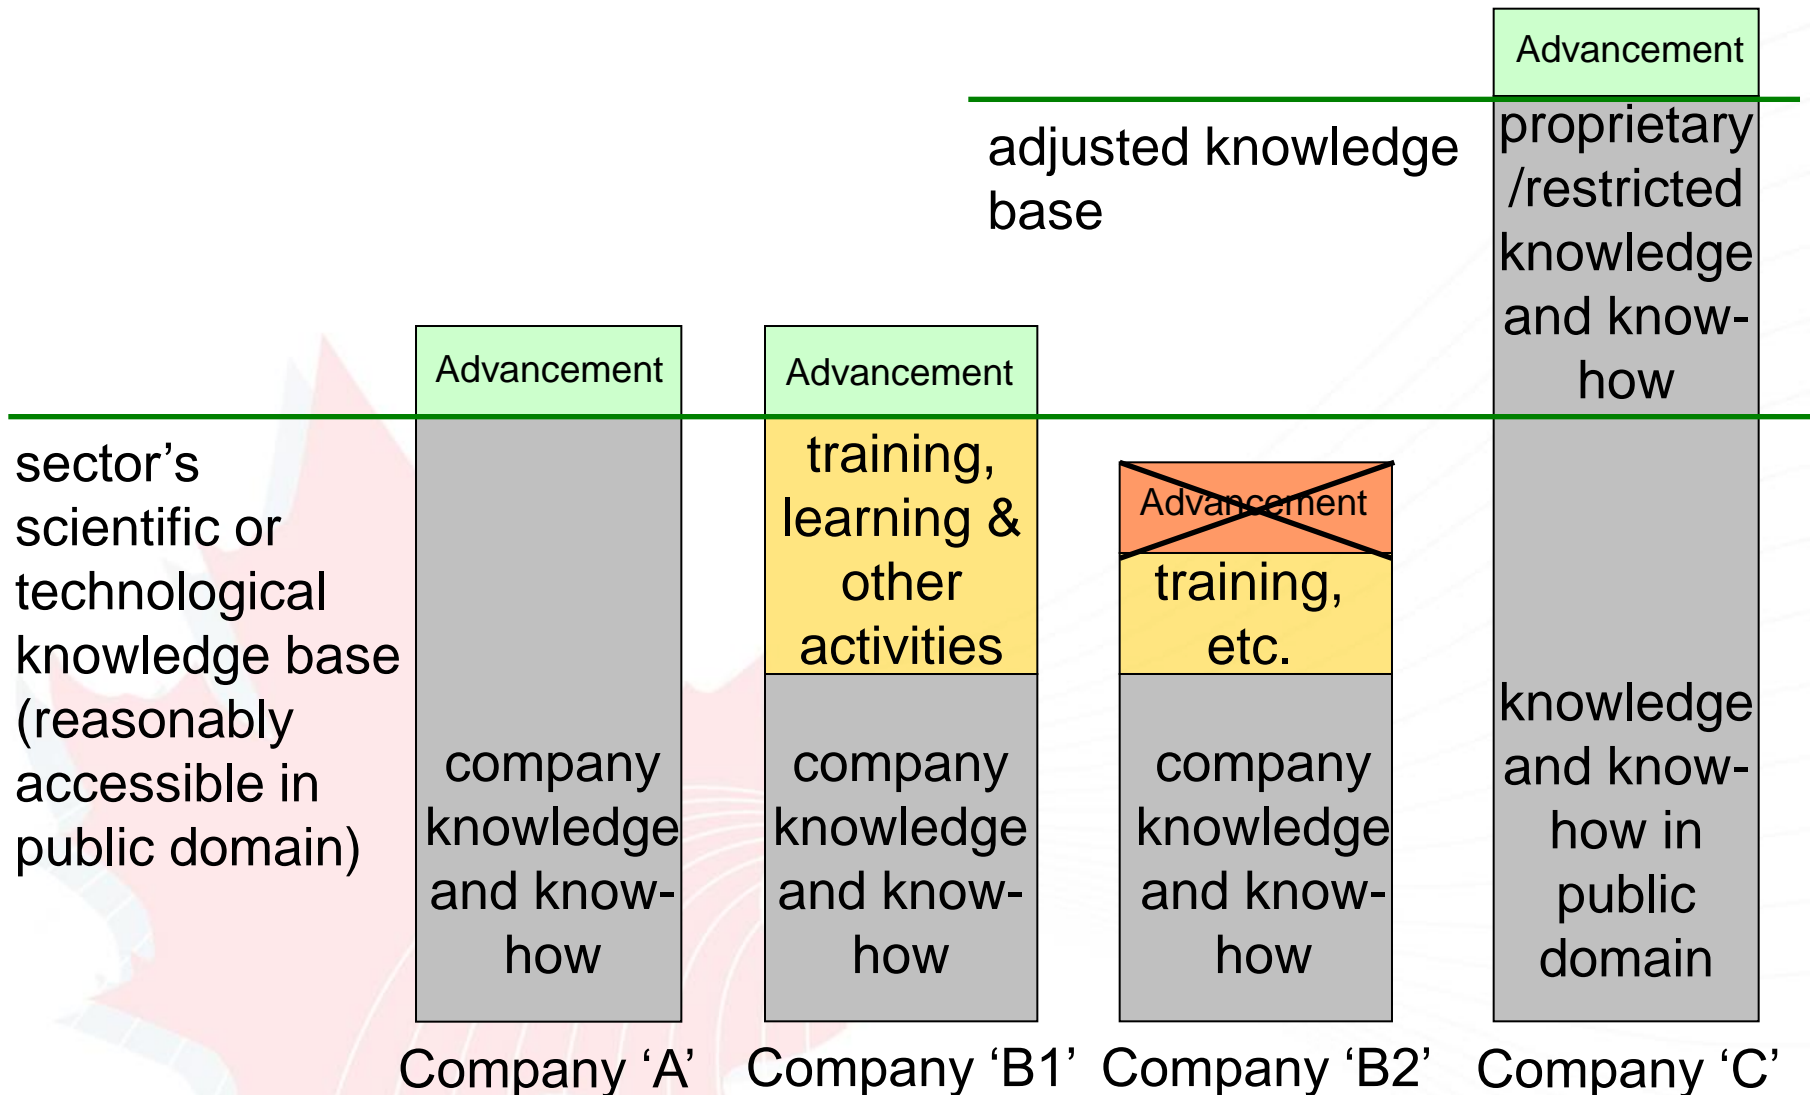 Advancement
adjusted knowledge
base
proprietary
/restricted
knowledge
and know-
how
Advancement
Advancement
sector’s
scientific or
technological
knowledge base
(reasonably
accessible in
public domain)
company
knowledge
and know-
how
training,
learning &
other
activities
company
knowledge
and know-
how
Advancement
training,
etc.
company
knowledge
and know-
how
knowledge
and know-
how in
public
domain
Company ‘A’
Company ‘B1’
Company ‘B2’
Company ‘C’